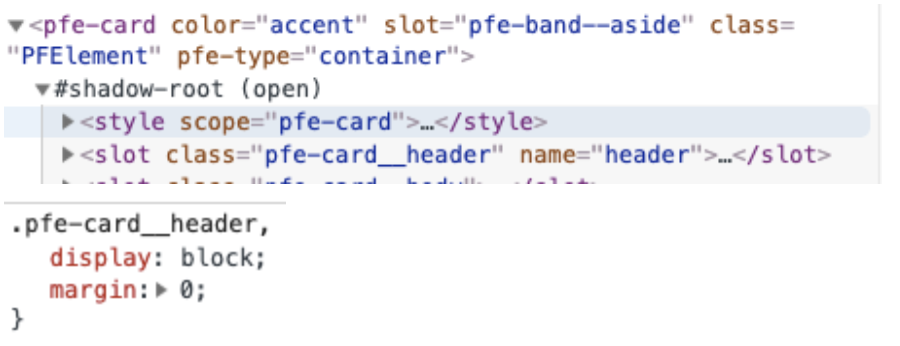 ▼<pfe-card color="accent" slot="pfe-band--aside" class=
"PFElement" pfe-type="container">
▼#shadow-root (open)
▶<style scope="pfe-card">…</style>
▶<slot class="pfe-card__header" name="header">…</slot>
.pfe-card__header,
display: block;
margin:▶ 0;
}